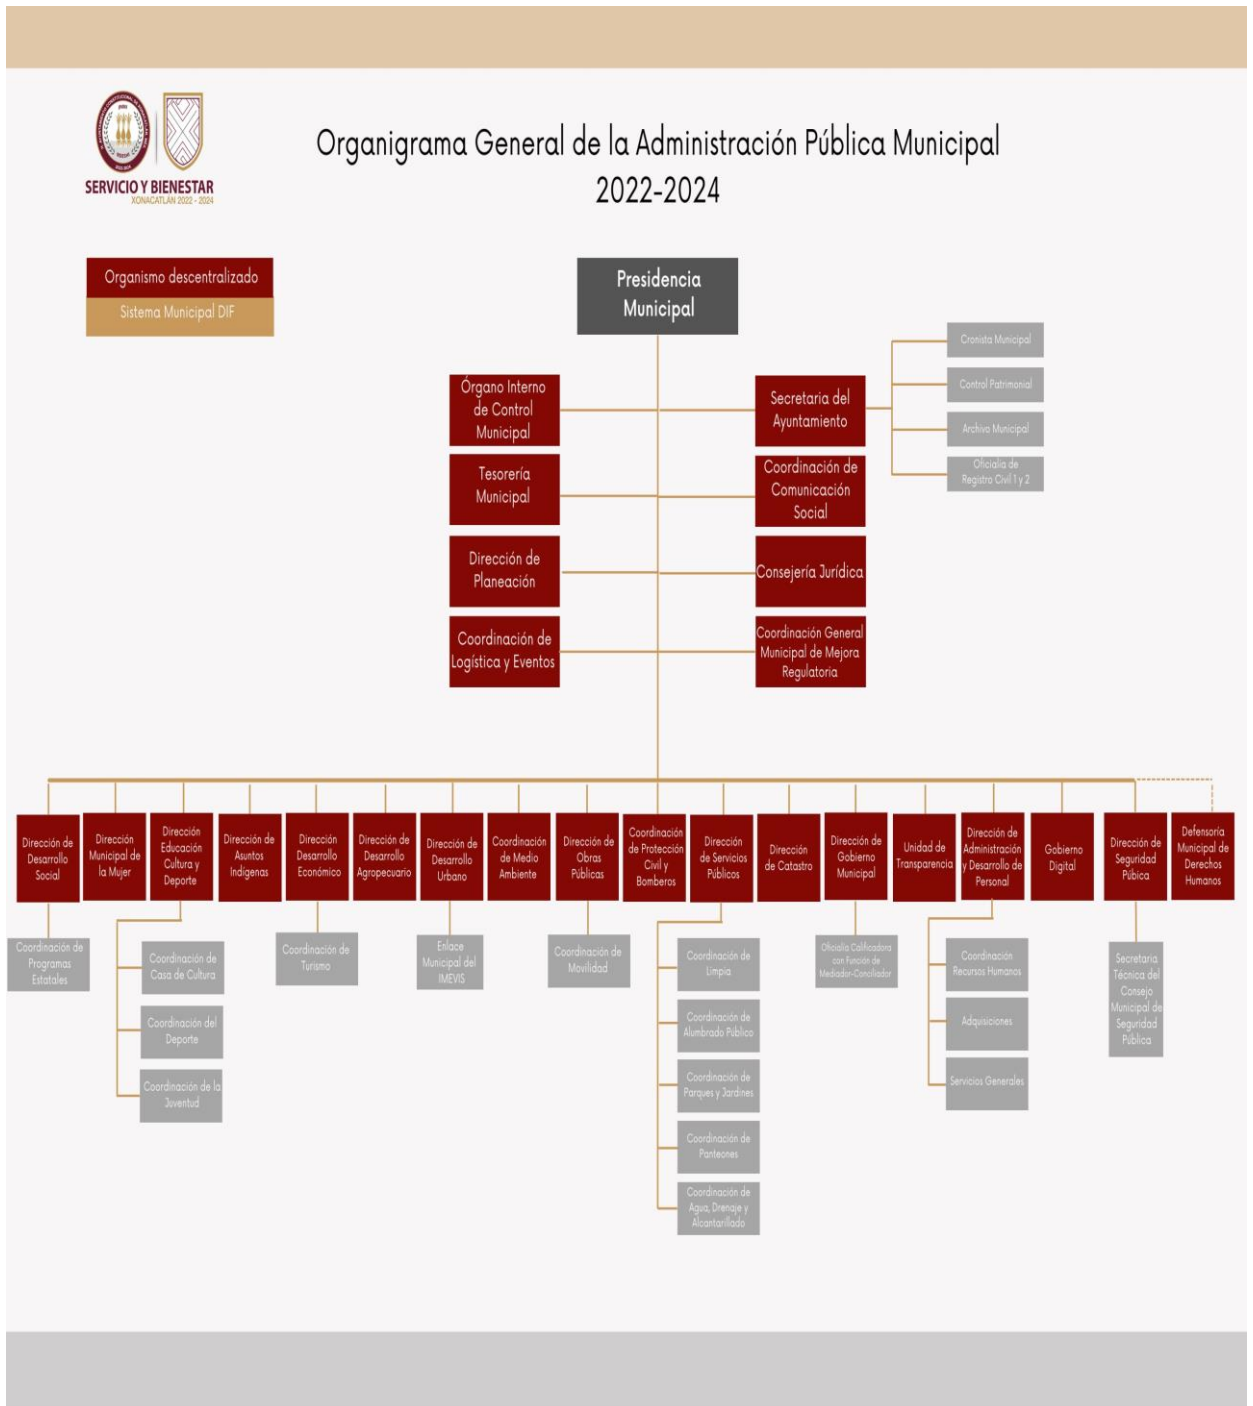 SERVICIO Y BIENESTAR
XONACATLÁN 2022 - 2024
Organigrama General de la Administración Pública Municipal
2022-2024
Organismo descentralizado
Sistema Municipal DIF
Presidencia
Municipal
Órgano Interno
de Control
Municipal
Secretaria del
Ayuntamiento
Cronista Municipal
Control Patrimonial
Archivo Municipal
Oficialia de
Registro Civil 1 y 2
Tesorería
Municipal
Coordinación de
Comunicación
Social
Dirección de
Planeación
Consejería Jurídica
Coordinación de
Logística y Eventos
Coordinación General
Municipal de Mejora
Regulatoria
Dirección de
Desarrollo
Social
Dirección
Municipal de
la Mujer
Dirección
Educación
Cultura y
Deporte
Dirección de
Asuntos
Indigenas
Dirección
Desarrollo
Económico
Dirección de
Desarrollo
Agropecuario
Dirección de
Desarrollo
Urbano
Coordinación
de Medio
Ambiente
Dirección de
Obras
Públicas
Coordinación
de Protección
Civil y
Bomberos
Dirección
de Servicios
Públicos
Dirección
de Catastro
Dirección de
Gobierno
Municipal
Unidad de
Transparencia
Dirección de
Administración
y Desarrollo de
Personal
Gobierno
Digital
Dirección de
Seguridad
Púbica
Defensoría
Municipal de
Derechos
Humanos
Coordinación de
Programas
Estatales
Coordinación de
Casa de Cultura
Coordinación del
Deporte
Coordinación de la
Juventud
Coordinación de
Turismo
Enlace
Municipal del
IMEVIS
Coordinación de
Movilidad
Coordinación de
Limpia
Coordinación de
Alumbrado Público
Coordinación de
Parques y Jardines
Coordinación de
Panteones
Coordinación de
Agua, Drenaje y
Alcantarillado
Oficialía Calificadora
con Función de
Mediador-Conciliador
Coordinación
Recursos Humanos
Adquisiciones
Servicios Generales
Secretaria
Técnica del
Consejo
Municipal de
Seguridad
Pública